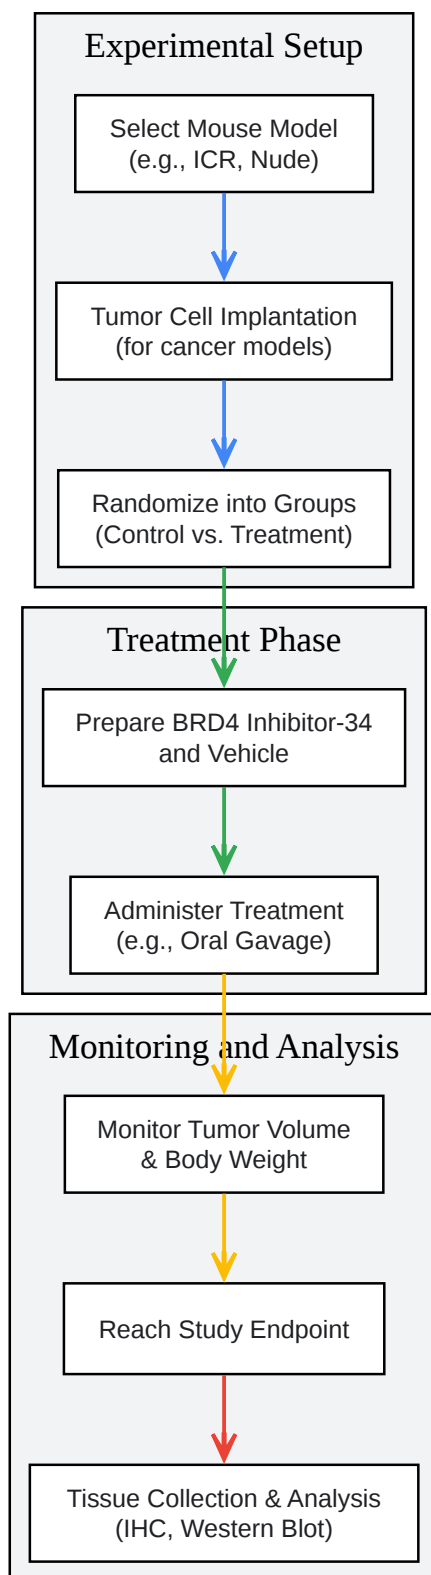 Experimental Setup
Select Mouse Model
(e.g., ICR, Nude)
Tumor Cell Implantation
(for cancer models)
Randomize into Groups
(Control vs. Treatment)
Treatment Phase
Prepare BRD4 Inhibitor-34
and Vehicle
Administer Treatment
(e.g., Oral Gavage)
Monitoring and Analysis
Monitor Tumor Volume
& Body Weight
Reach Study Endpoint
Tissue Collection & Analysis
(IHC, Western Blot)